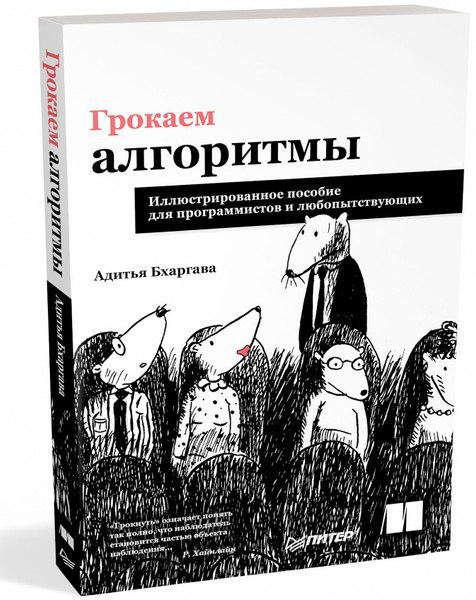 Грокаем
алгоритмы
Иллюстрированное пособие
для программистов и любопытствующих
Адитья Бхаргава
«Грокнуть» означает понять
так полно, что наблюдатель
становится частью объекта
наблюдения...
Р. Хайнлайн
ПИТЕР
Грокаем алгоритмы
Адитья Бхаргава
ПИТЕР